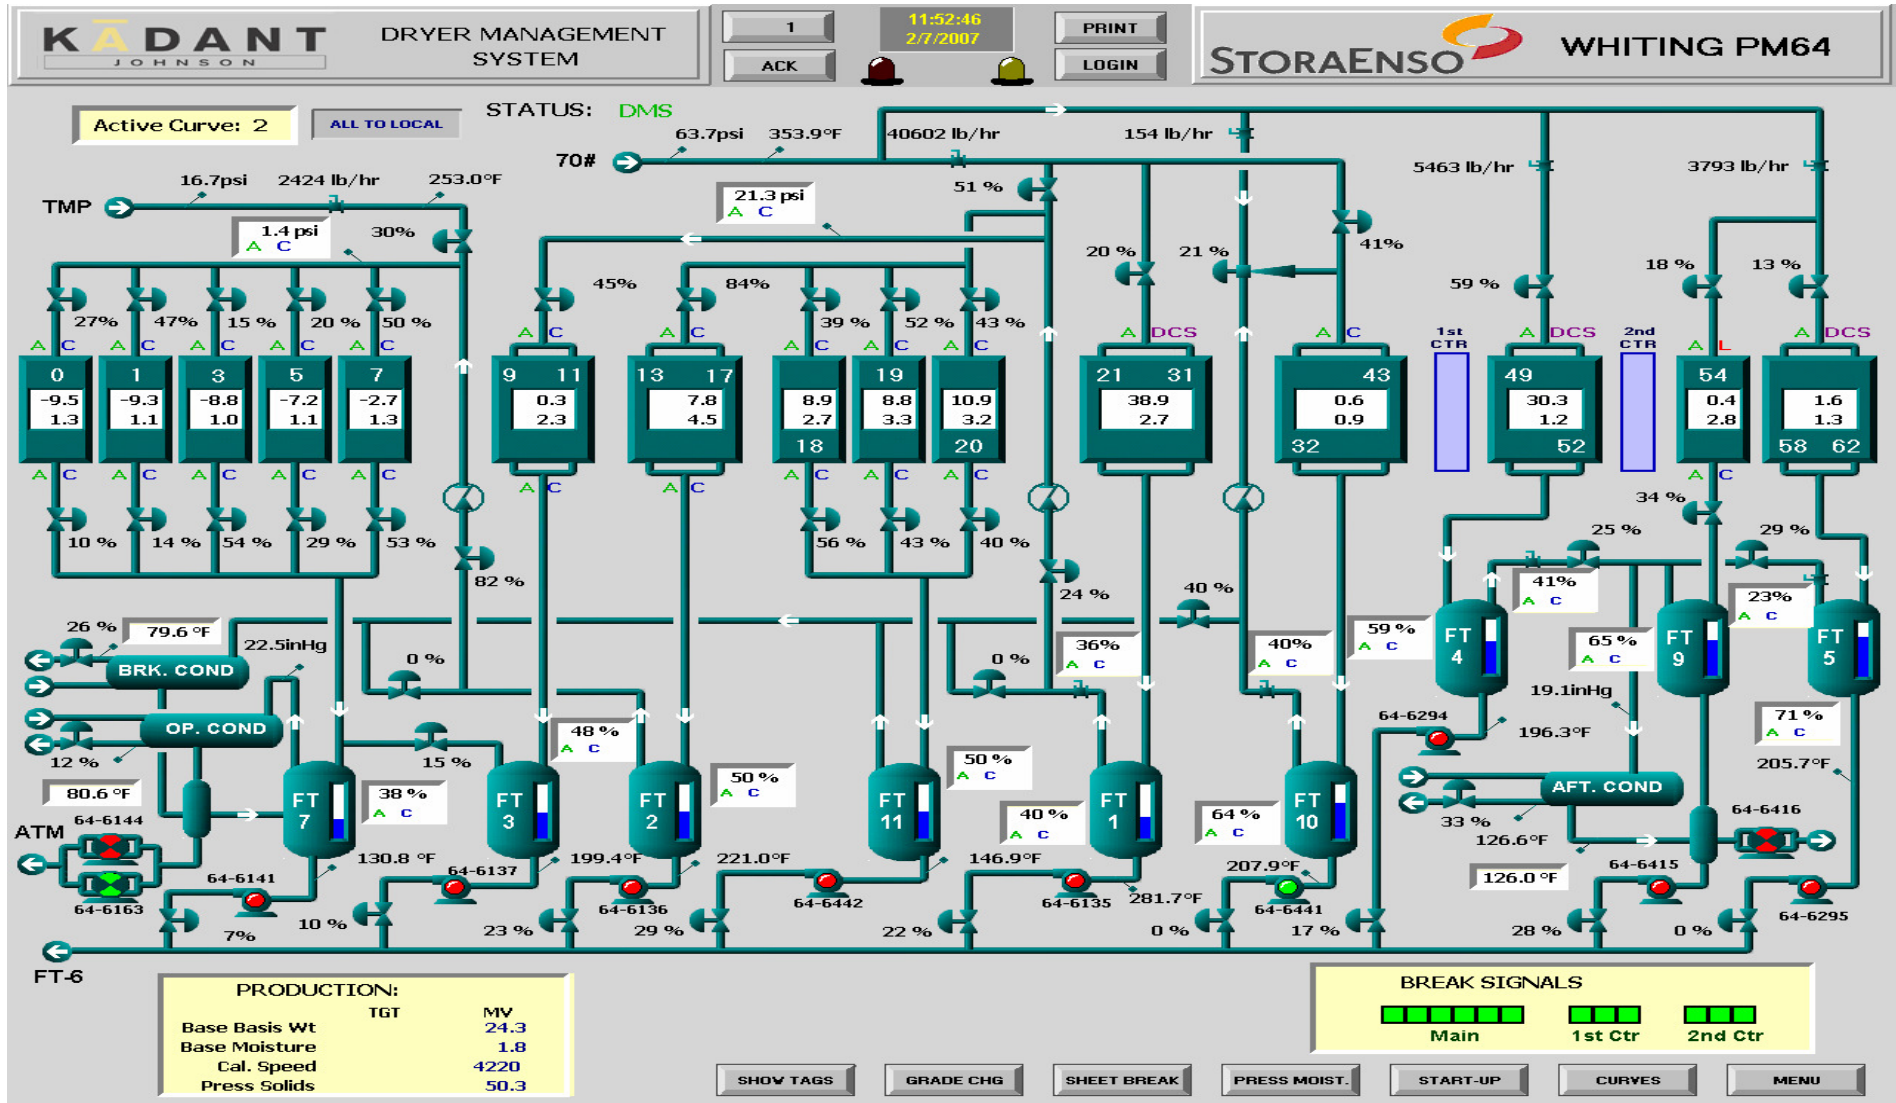 KADANT
JOHNSON
DRYER MANAGEMENT
SYSTEM
1
ACK
11:52:46
2/7/2007
PRINT
LOGIN
STORAENSO
WHITING PM64
Active Curve: 2
ALL TO LOCAL
STATUS: DMS
63.7psi 353.9°F 40602 lb/hr 154 lb/hr
70#
5463 lb/hr 3793 lb/hr
16.7psi 2424 lb/hr 253.0°F
TMP
21.3 psi
A C
51 %
1.4 psi
A C
30%
41%
20 % 21 %
18 % 13 %
45% 84% 59 %
27% 47% 15 % 20 % 50 % 39 % 52 % 43 %
A C A C A C A C A C A C A C A DCS A C A DCS A L A DCS
1st
CTR
2nd
CTR
0
-9.5
1.3
1
-9.3
1.1
3
-8.8
1.0
5
-7.2
1.1
7
-2.7
1.3
9 11
0.3
2.3
13 17
7.8
4.5
8.9
2.7
18
19
8.8
3.3
10.9
3.2
20
21 31
38.9
2.7
43
0.6
0.9
32
49
30.3
1.2
52
54
0.4
2.8
1.6
1.3
58 62
A C A C A C A C A C A C A C A C A C A C A C
34 %
10 % 14 % 54 % 29 % 53 % 56 % 43 % 40 %
25 % 29 %
82 % 24 % 40 %
41%
A C
23%
A C
26 %
79.6 °F
22.5inHg
BRK. COND
0 %
0 %
36%
A C
40%
A C
59 %
A C
FT
4
65 %
A C
FT
9
FT
5
19.1inHg
OP. COND
12 %
15 %
48 %
A C
64-6294
196.3°F
71 %
A C
205.7°F
80.6 °F
FT
7
38 %
A C
FT
3
FT
2
50 %
A C
FT
11
50 %
A C
40 %
A C
FT
1
64 %
A C
FT
10
AFT. COND
33 %
126.6°F
64-6416
ATM
64-6144
64-6163
130.8 °F
64-6141
199.4°F
64-6137
221.0°F
64-6136
146.9°F
64-6442
281.7°F
64-6135
207.9°F
64-6441
126.0 °F
64-6415
64-6295
7% 10 % 23 % 29 % 22 % 0 % 17 % 28 % 0 %
FT-6
PRODUCTION:
TGT MV
Base Basis Wt 24.3
Base Moisture 1.8
Cal. Speed 4220
Press Solids 50.3
BREAK SIGNALS
Main 1st Ctr 2nd Ctr
SHOW TAGS
GRADE CHG
SHEET BREAK
PRESS MOIST.
START-UP
CURVES
MENU